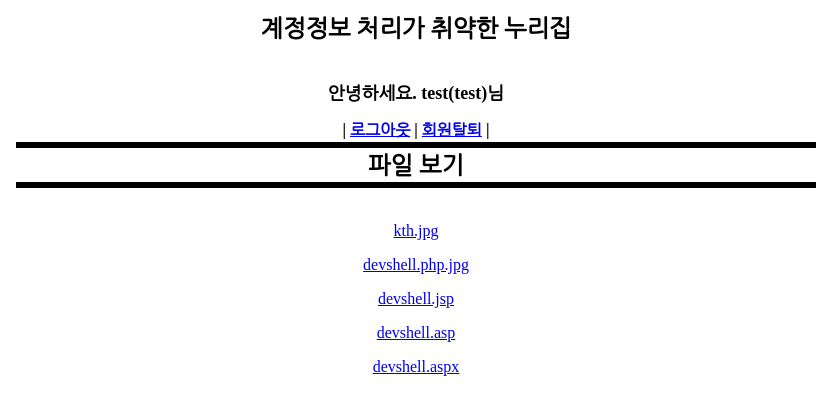 계정정보 처리가 취약한 누리집
안녕하세요. test(test)님
| 로그아웃 | 회원탈퇴 |
파일 보기
kth.jpg
devshell.php.jpg
devshell.jsp
devshell.asp
devshell.aspx